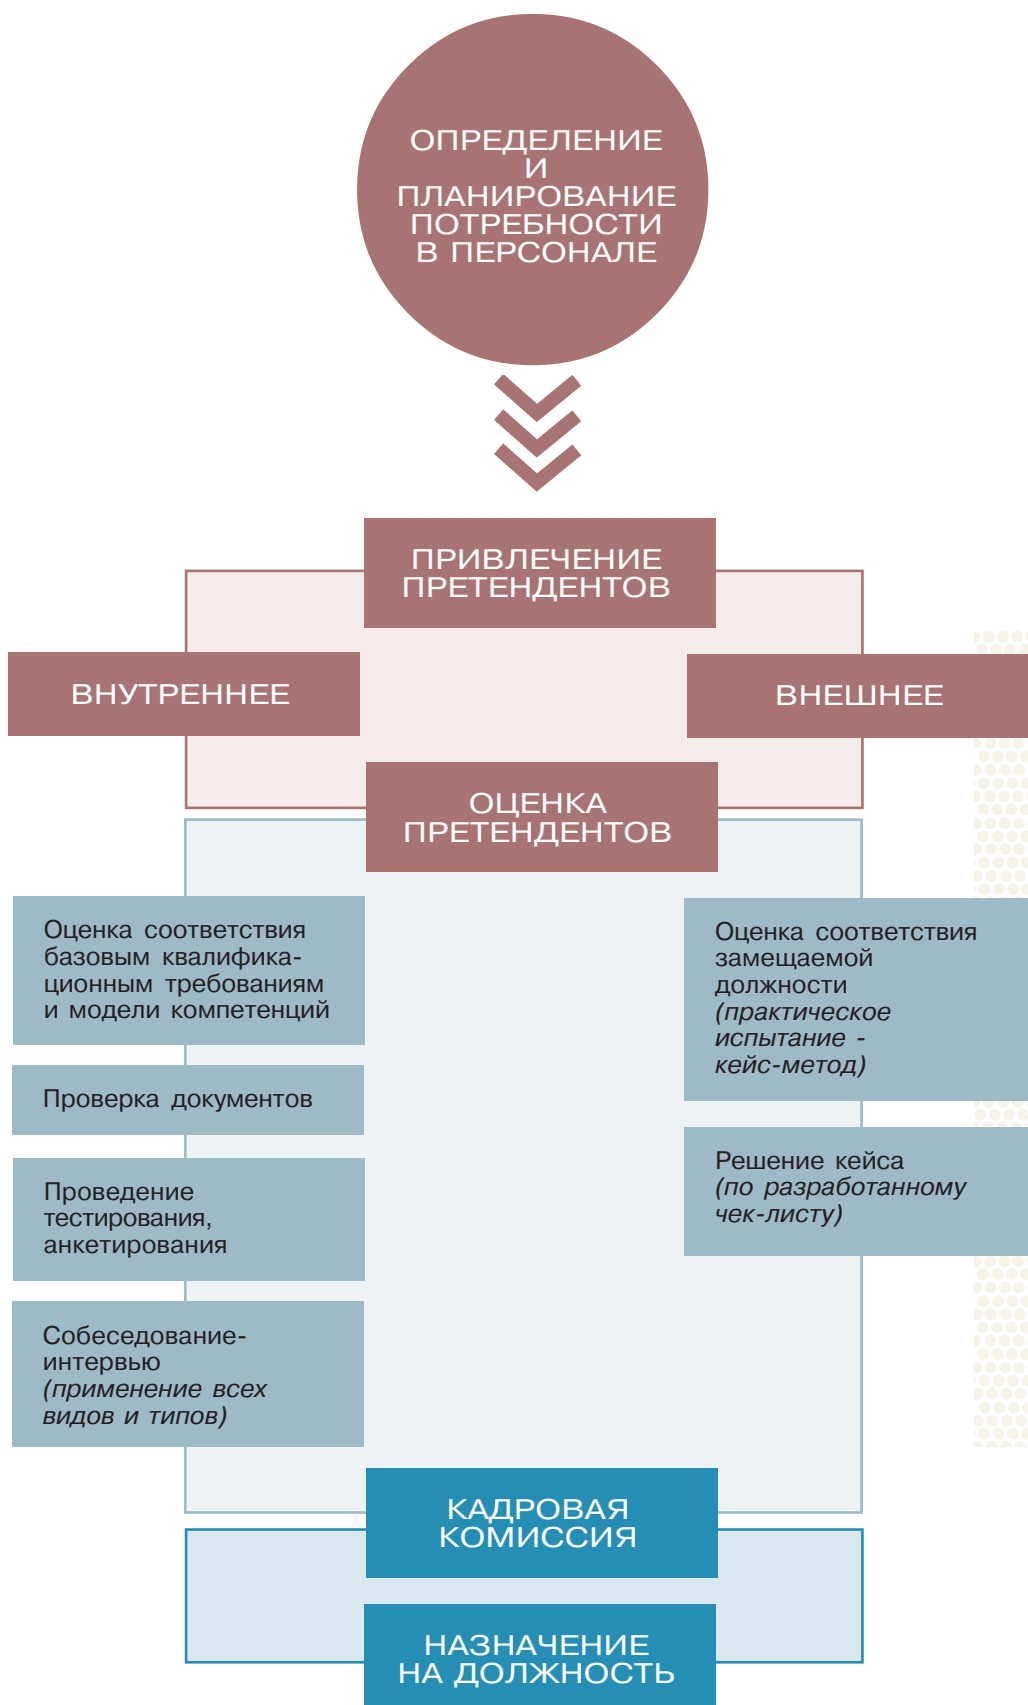 ОПРЕДЕЛЕНИЕ
И
ПЛАНИРОВАНИЕ
ПОТРЕБНОСТИ
В ПЕРСОНАЛЕ
ПРИВЛЕЧЕНИЕ
ПРЕТЕНДЕНТОВ
ВНУТРЕННЕЕ
ВНЕШНЕЕ
ОЦЕНКА
ПРЕТЕНДЕНТОВ
Оценка соответствия
базовым квалифика-
ционным требованиям
и модели компетенций
Проверка документов
Проведение
тестирования,
анкетирования
Собеседование-
интервью
(применение всех
видов и типов)
Оценка соответствия
замещаемой
должности
(практическое
испытание -
кейс-метод)
Решение кейса
(по разработанному
чек-листу)
КАДРОВАЯ
КОМИССИЯ
НАЗНАЧЕНИЕ
НА ДОЛЖНОСТЬ